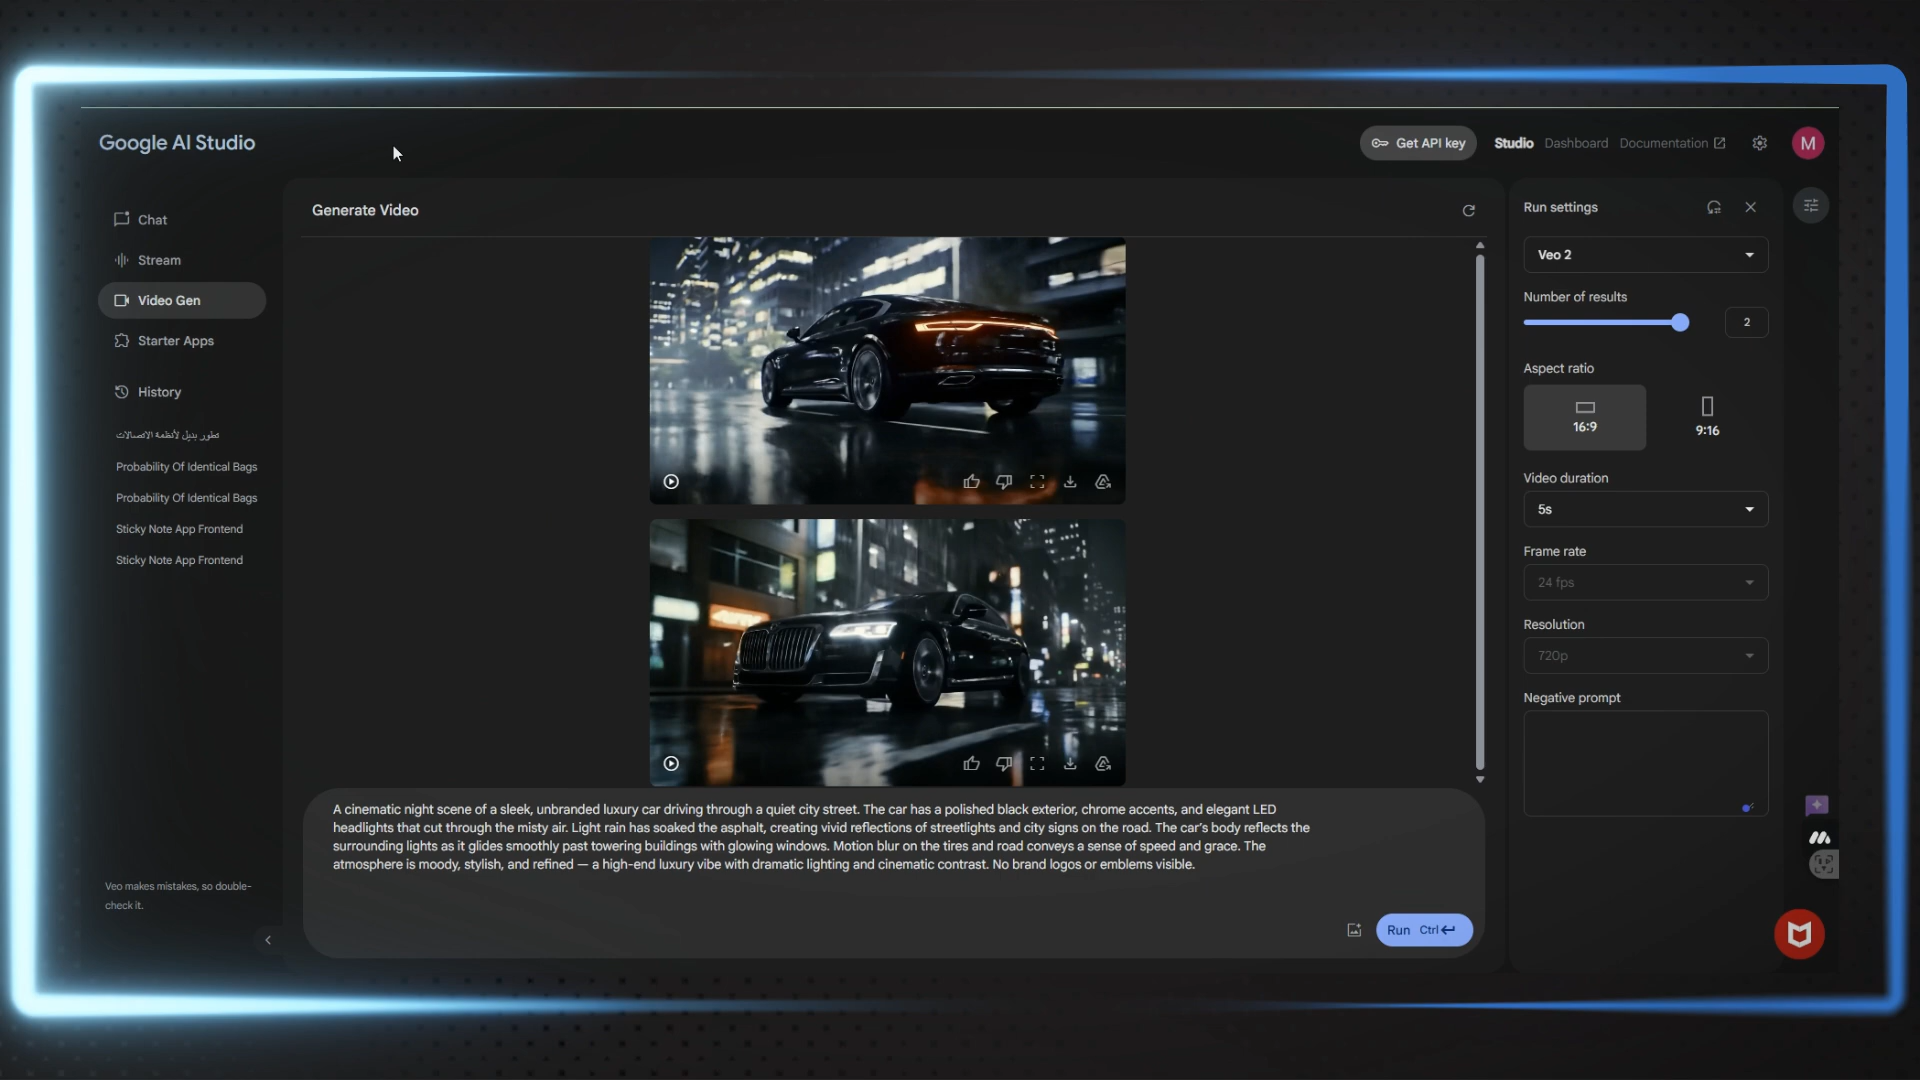 Google AI Studio
Get API key
Studio
Dashboard
Documentation
M
Chat
Stream
Video Gen
Starter Apps
History
تطور بديل لأنظمة الاتصالات
Probability Of Identical Bags
Probability Of Identical Bags
Sticky Note App Frontend
Sticky Note App Frontend
Veo makes mistakes, so double-
check it.
Generate Video
A cinematic night scene of a sleek, unbranded luxury car driving through a quiet city street. The car has a polished black exterior, chrome accents, and elegant LED
headlights that cut through the misty air. Light rain has soaked the asphalt, creating vivid reflections of streetlights and city signs on the road. The car's body reflects the
surrounding lights as it glides smoothly past towering buildings with glowing windows. Motion blur on the tires and road conveys a sense of speed and grace. The
atmosphere is moody, stylish, and refined — a high-end luxury vibe with dramatic lighting and cinematic contrast. No brand logos or emblems visible.
Run Ctrl
Run settings
Veo 2
Number of results
2
Aspect ratio
16:9
9:16
Video duration
5s
Frame rate
24 fps
Resolution
720p
Negative prompt